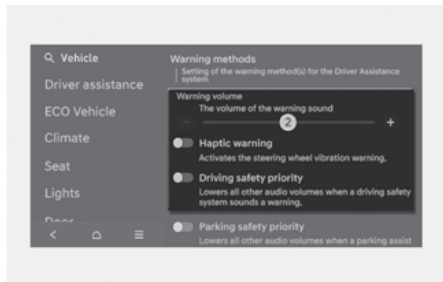 Vehicle
Driver assistance
ECO Vehicle
Climate
Seat
Lights
Door
Warning methods
Setting of the warning method(s) for the Driver Assistance
system
Warning volume
The volume of the warning sound
2
Haptic warning
Activates the steering wheel vibration warning.
Driving safety priority
Lowers all other audio volumes when a driving safety
system sounds a warning.
Parking safety priority
Lowers all other audio volumes when a parking assist